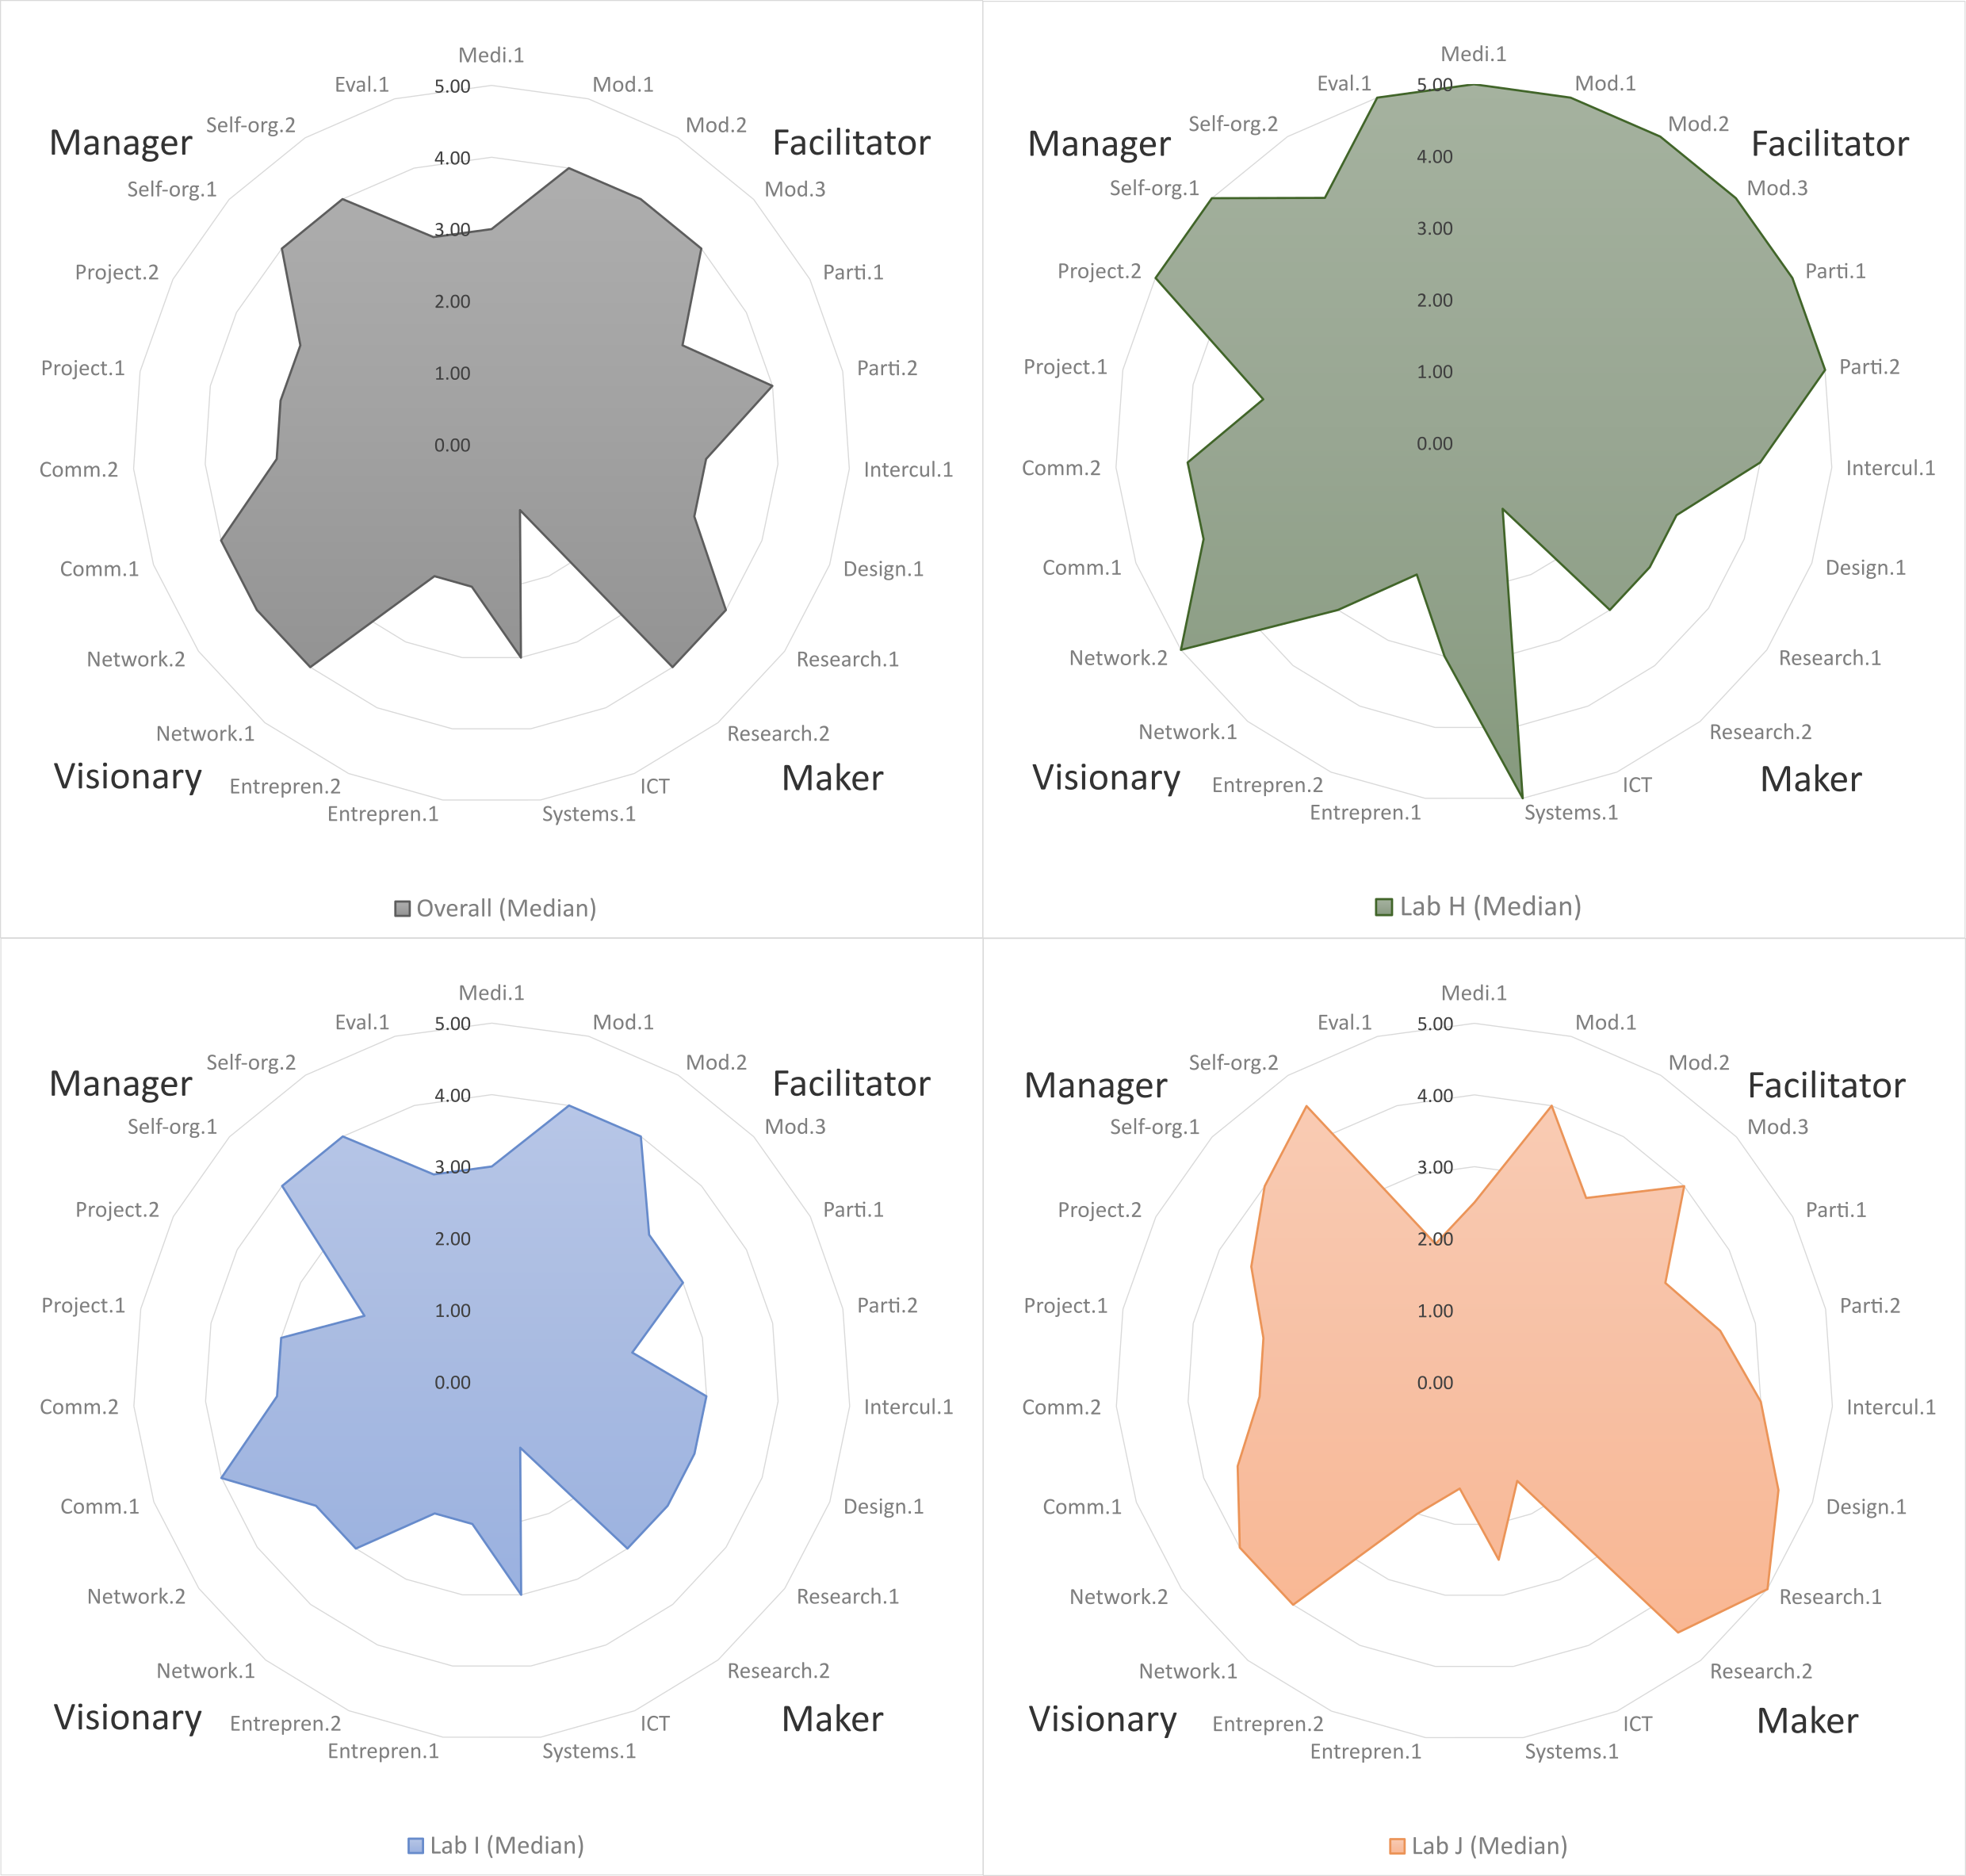 Medi.1
Eval.1
5.00
Mod.1
Self-org.2
Mod.2
Manager
Facilitator
4.00
Self-org.1
Mod.3
3.00
Project.2
Parti.1
2.00
Project.1
1.00
Parti.2
0.00
Comm.2
Intercul.1
Comm.1
Design.1
Network.2
Research.1
Network.1
Research.2
Visionary
Maker
Entrepren.2
ICT
Entrepren.1
Systems.1
Overall (Median)
Medi.1
Eval.1
5.00
Mod.1
Self-org.2
Mod.2
Manager
Facilitator
4.00
Self-org.1
Mod.3
3.00
Project.2
Parti.1
2.00
Project.1
1.00
Parti.2
0.00
Comm.2
Intercul.1
Comm.1
Design.1
Network.2
Research.1
Network.1
Research.2
Visionary
Maker
Entrepren.2
ICT
Entrepren.1
Systems.1
Lab H (Median)
Medi.1
Eval.1
5.00
Mod.1
Self-org.2
Mod.2
Manager
Facilitator
4.00
Self-org.1
Mod.3
3.00
Project.2
Parti.1
2.00
Project.1
1.00
Parti.2
0.00
Comm.2
Intercul.1
Comm.1
Design.1
Network.2
Research.1
Network.1
Research.2
Visionary
Maker
Entrepren.2
ICT
Entrepren.1
Systems.1
Lab I (Median)
Medi.1
Eval.1
5.00
Mod.1
Self-org.2
Mod.2
Manager
Facilitator
4.00
Self-org.1
Mod.3
3.00
Project.2
Parti.1
2.00
Project.1
1.00
Parti.2
0.00
Comm.2
Intercul.1
Comm.1
Design.1
Network.2
Research.1
Network.1
Research.2
Visionary
Maker
Entrepren.2
ICT
Entrepren.1
Systems.1
Lab J (Median)